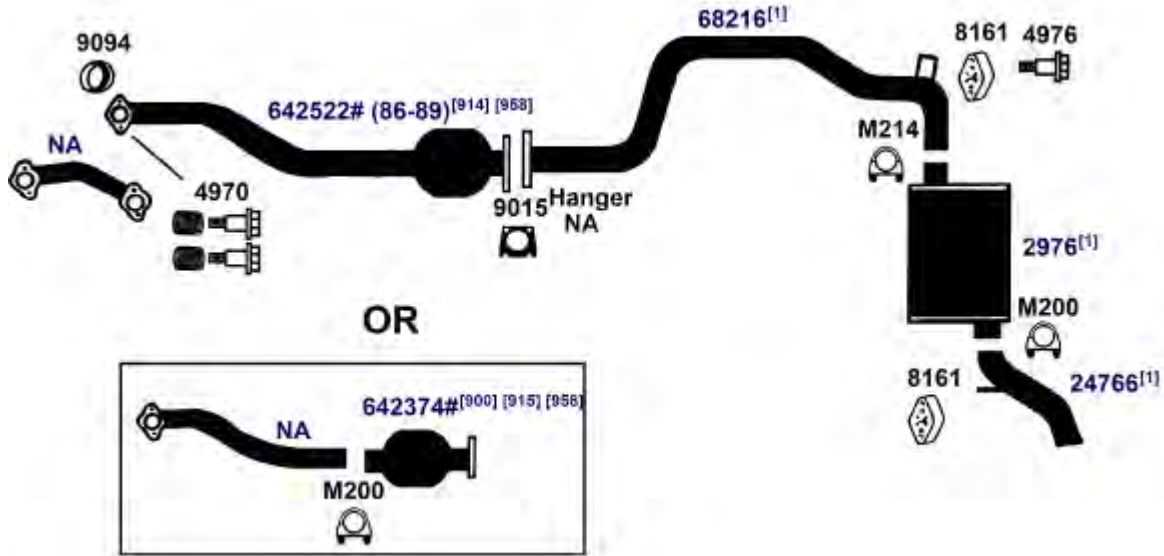 68216[1]
9094
8161 4976
642522# (86-89)[914] [958]
NA
M214
4970
9015
Hanger
NA
2976[1]
M200
OR
8161
24766[1]
642374#[900] [915] [958]
NA
M200